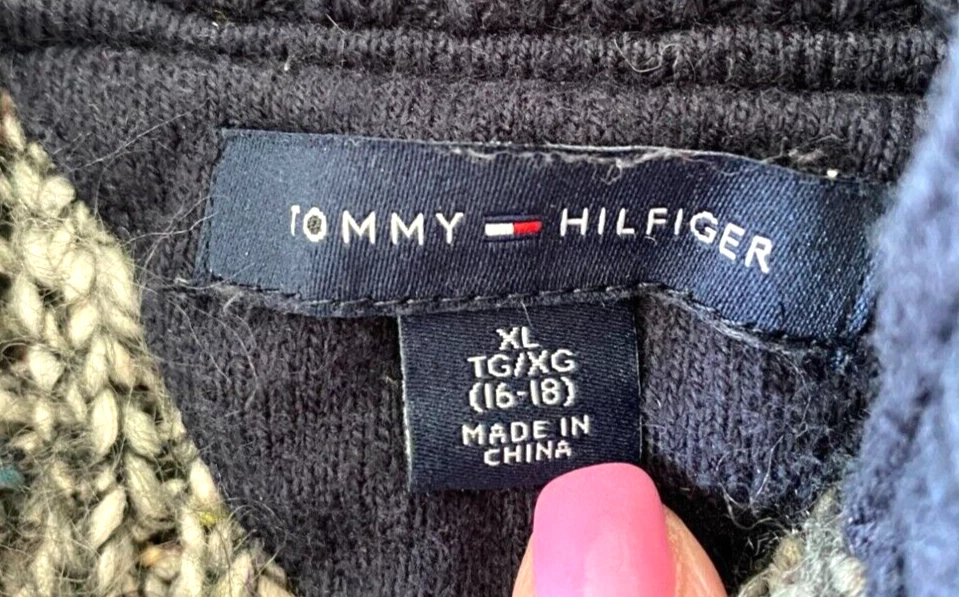 TOMMY HILFIGER
XL
TG/XG
(16-18)
MADE IN
CHINA